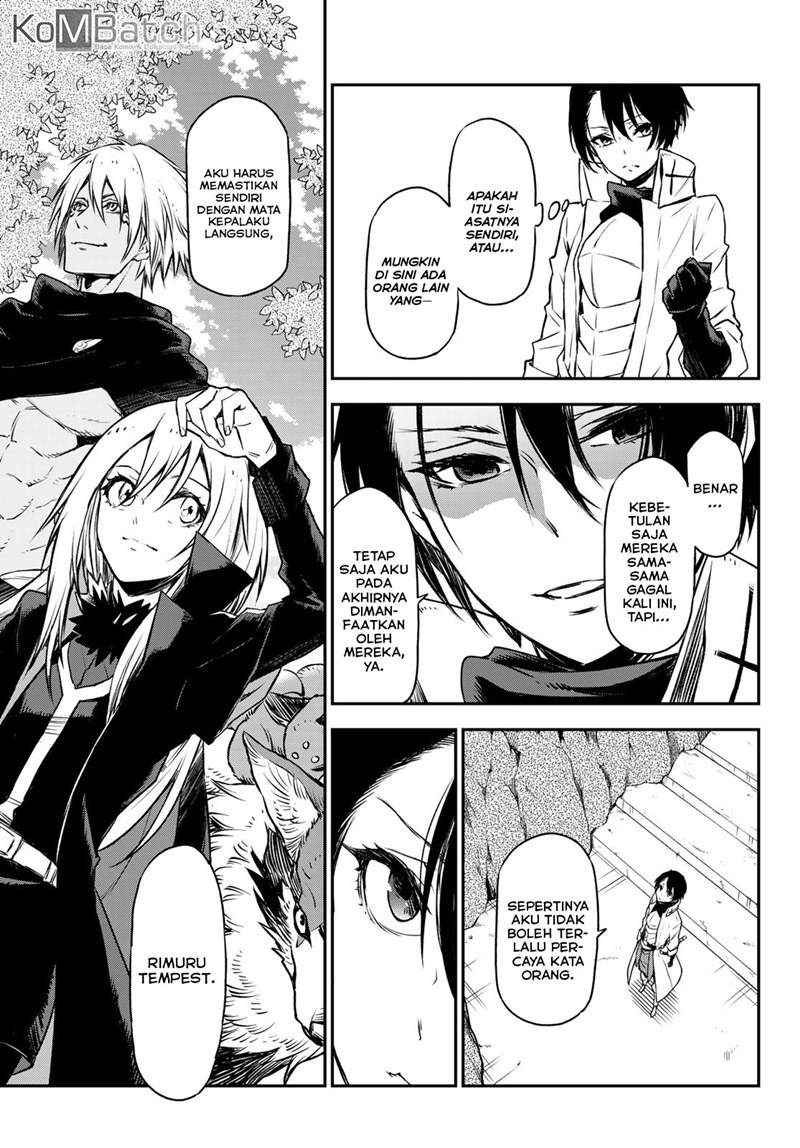 KoMBatch
APAKAH
ITU SI-
ASATNYA
SENDIRI,
ATAU...
MUNGKIN
DI SINI ADA
ORANG LAIN
YANG—
BENAR
...
KEBE-
TULAN
SAJA
MEREKA
SAMA-
SAMA
GAGAL
KALI INI,
TAPI...
TETAP
SAJA AKU
PADA
AKHIRNYA
DIMAN-
FAATKAN
OLEH
MEREKA,
YA.
SEPERTINYA
AKU TIDAK
BOLEH TER-
LALU PER-
CAYA KATA
ORANG.
AKU HARUS
MEMASTIKAN
SENDIRI
DENGAN MATA
KEPALAKU
LANGSUNG,
RIMURU
TEMPEST.